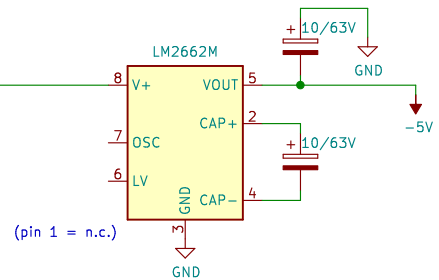 10/63V
GND
LM2662M
8 V+ VOUT 5
-5V
CAP+ 2
7 OSC
10/63V
6 LV
GND CAP- 4
3
(pin 1 = n.c.)
GND